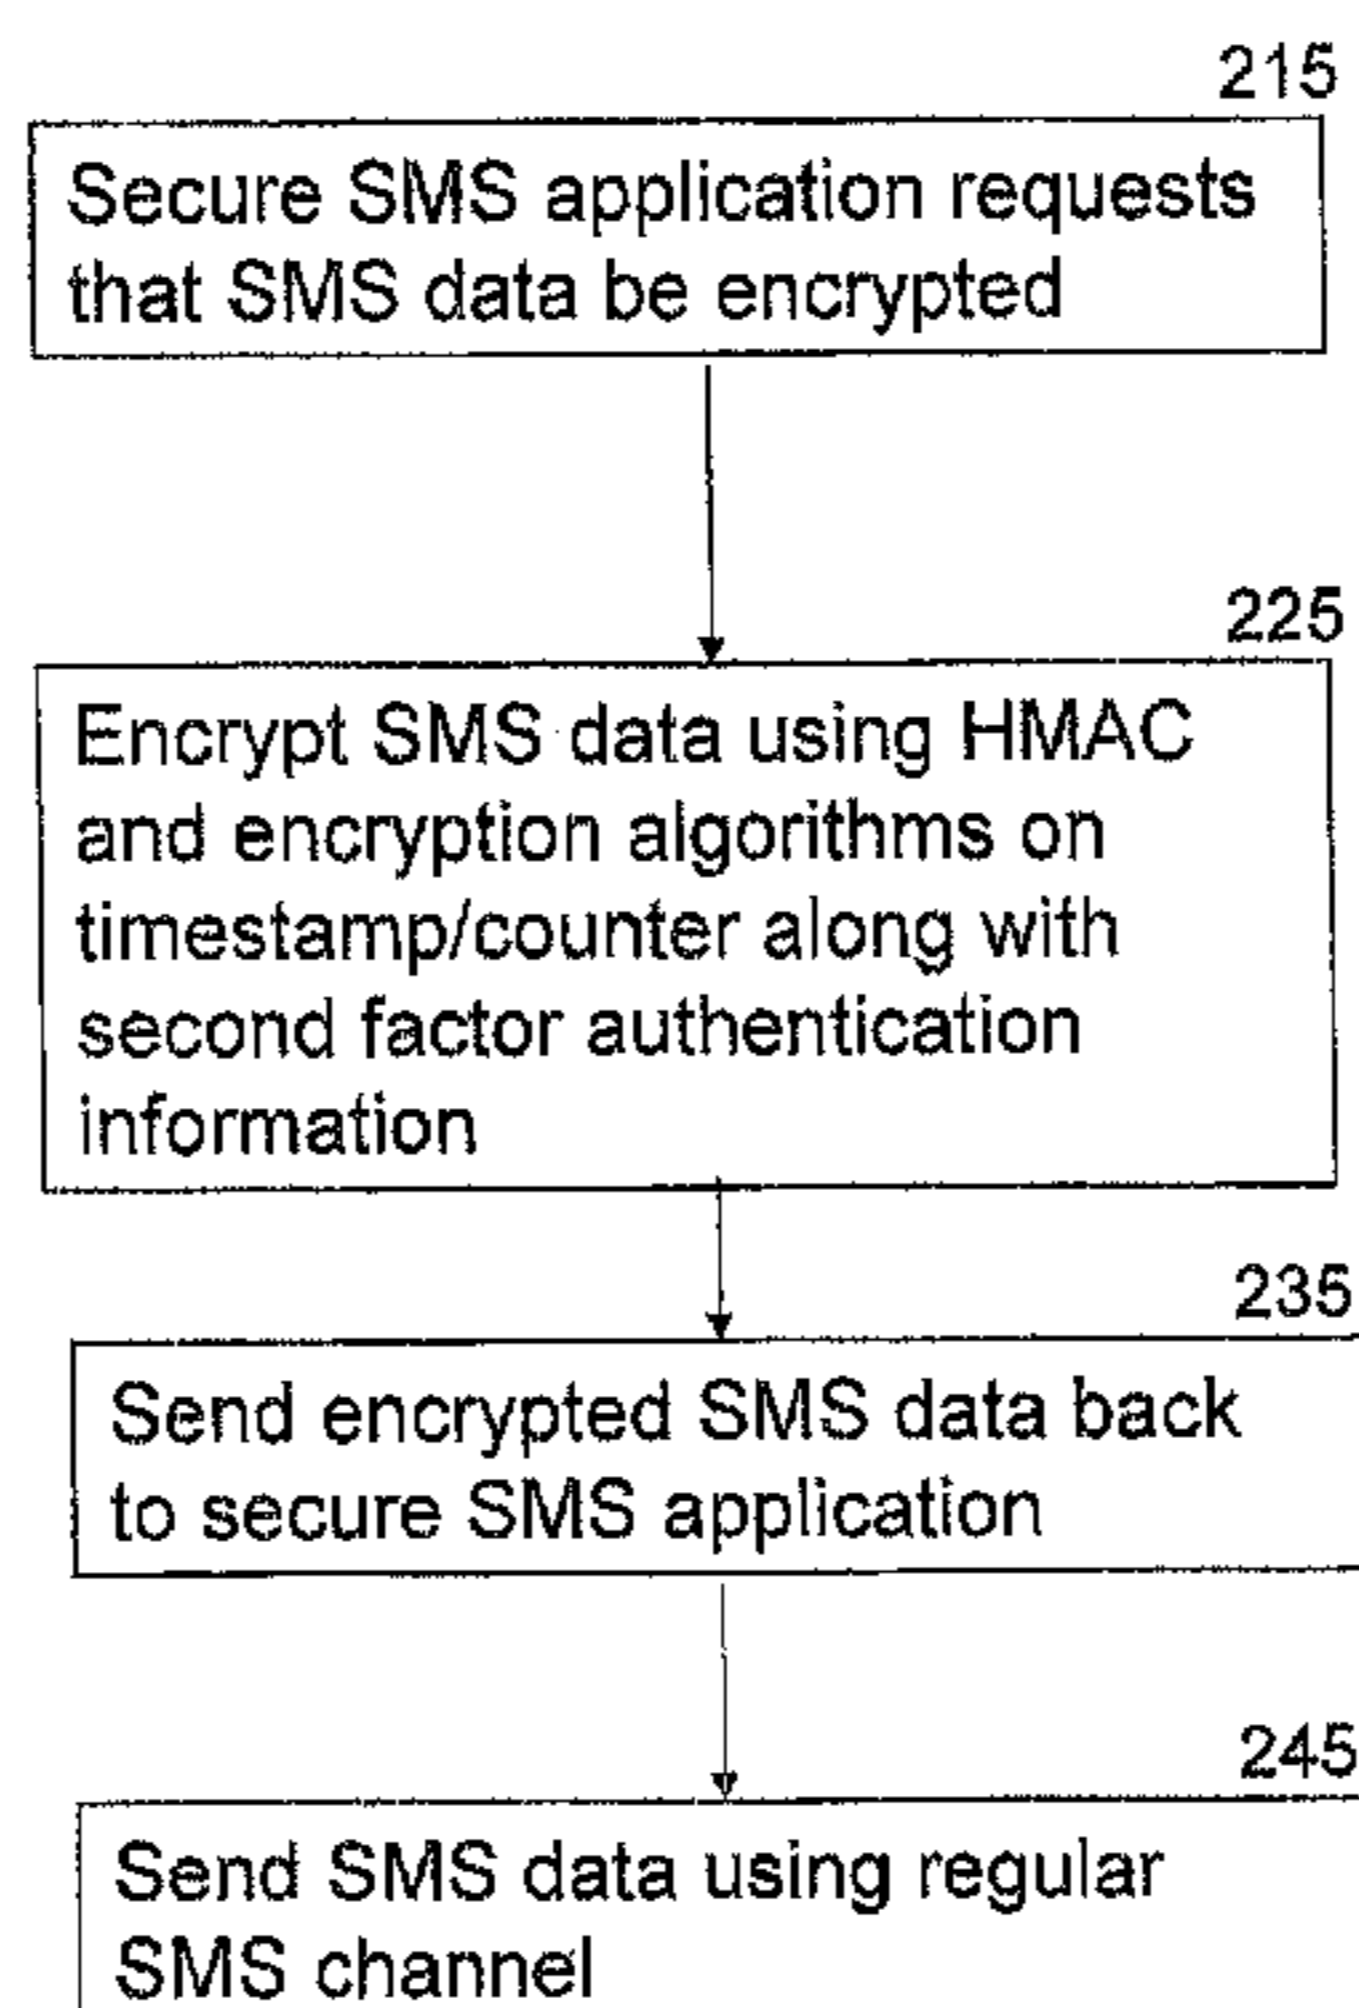 215
Secure SMS application requests
that SMS data be encrypted
225
Encrypt SMS data using HMAC
and encryption algorithms on
timestamp/counter along with
second factor authentication
information
235
Send encrypted SMS data back
to secure SMS application
245
Send SMS data using regular
SMS channel